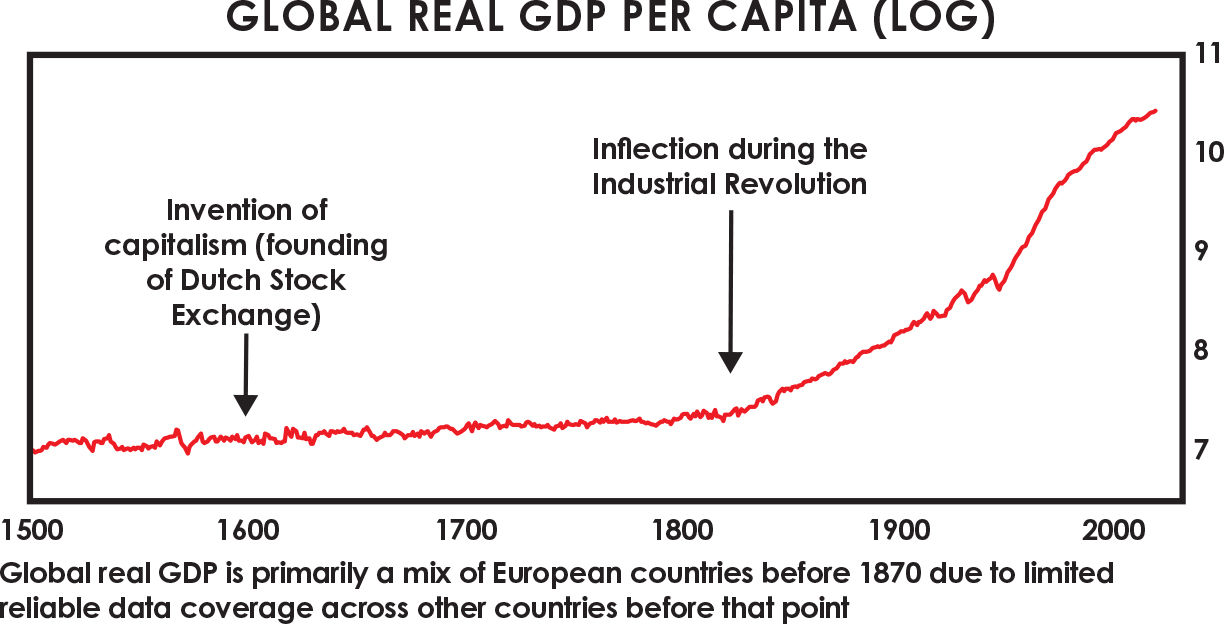 GLOBAL REAL GDP PER CAPITA (LOG)
11
Inflection during the
Industrial Revolution
10
Invention of
capitalism (founding
of Dutch Stock
Exchange)
9
8
7
1500 1600 1700 1800 1900 2000
Global real GDP is primarily a mix of European countries before 1870 due to limited
reliable data coverage across other countries before that point